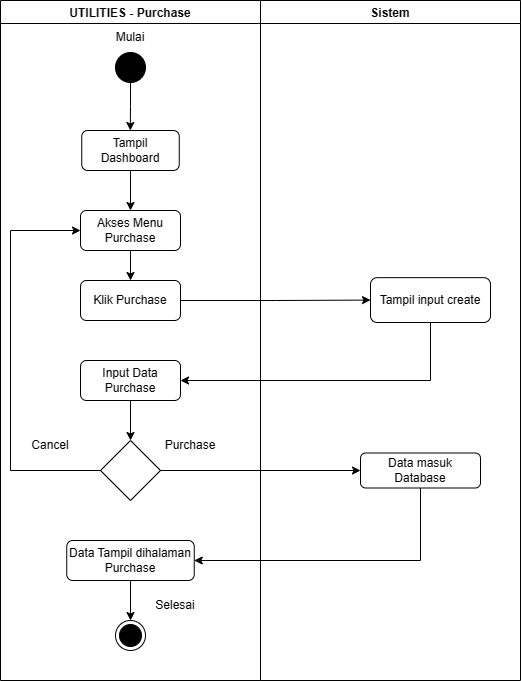 UTILITIES - Purchase
Sistem
Mulai
Tampil
Dashboard
Akses Menu
Purchase
Klik Purchase
Tampil input create
Input Data
Purchase
Cancel
Purchase
Data masuk
Database
Data Tampil dihalaman
Purchase
Selesai